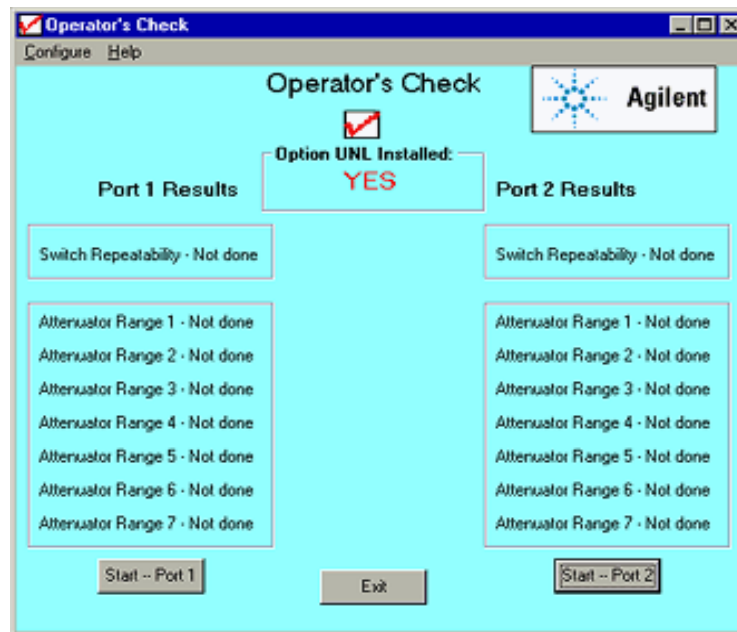 Operator's Check
Configure Help
Operator's Check
Agilent
Option UNL Installed:
YES
Port 1 Results
Port 2 Results
Switch Repeatability - Not done
Switch Repeatability - Not done
Attenuator Range 1 - Not done
Attenuator Range 2 - Not done
Attenuator Range 3 - Not done
Attenuator Range 4 - Not done
Attenuator Range 5 - Not done
Attenuator Range 6 - Not done
Attenuator Range 7 - Not done
Attenuator Range 1 - Not done
Attenuator Range 2 - Not done
Attenuator Range 3 - Not done
Attenuator Range 4 - Not done
Attenuator Range 5 - Not done
Attenuator Range 6 - Not done
Attenuator Range 7 - Not done
Start -- Port 1
Exit
Start -- Port 2